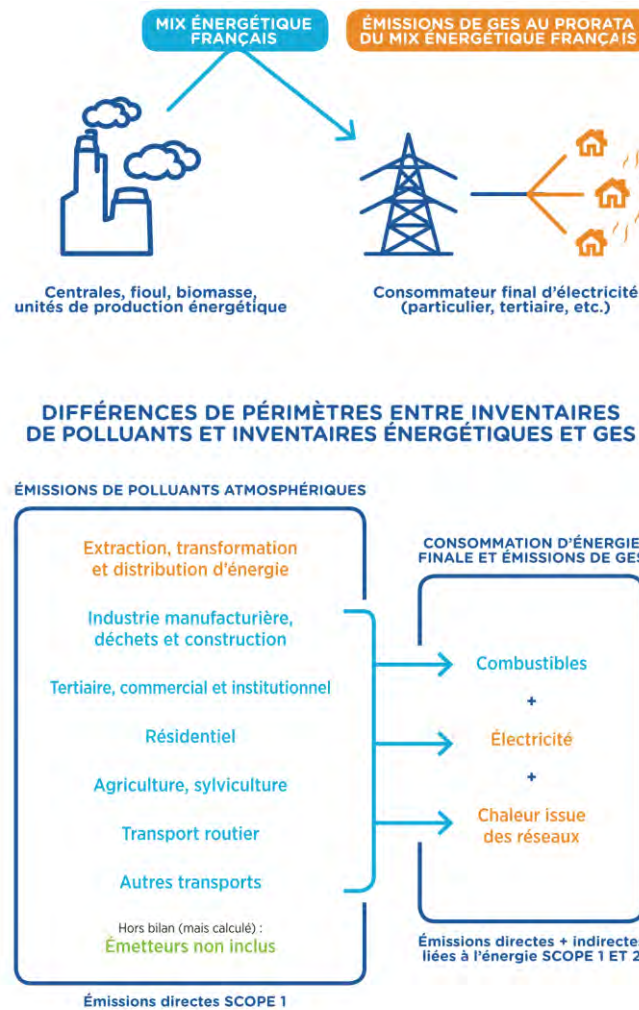 MIX ÉNERGÉTIQUE
FRANÇAIS
ÉMISSIONS DE GES AU PRORATA
DU MIX ÉNERGÉTIQUE FRANÇAIS
Centrales, fioul, biomasse,
unités de production énergétique
Consommateur final d'électricité
(particulier, tertiaire, etc.)
DIFFÉRENCES DE PÉRIMÈTRES ENTRE INVENTAIRES
DE POLLUANTS ET INVENTAIRES ÉNERGÉTIQUES ET GES
ÉMISSIONS DE POLLUANTS ATMOSPHÉRIQUES
Extraction, transformation
et distribution d'énergie
Industrie manufacturière,
déchets et construction
Tertiaire, commercial et institutionnel
Résidentiel
Agriculture, sylviculture
Transport routier
Autres transports
Hors bilan (mais calculé) :
Émetteurs non inclus
Émissions directes SCOPE 1
CONSOMMATION D'ÉNERGIE
FINALE ET ÉMISSIONS DE GES
Combustibles
+
Électricité
+
Chaleur issue
des réseaux
Émissions directes + indirectes
liées à l'énergie SCOPE 1 ET 2